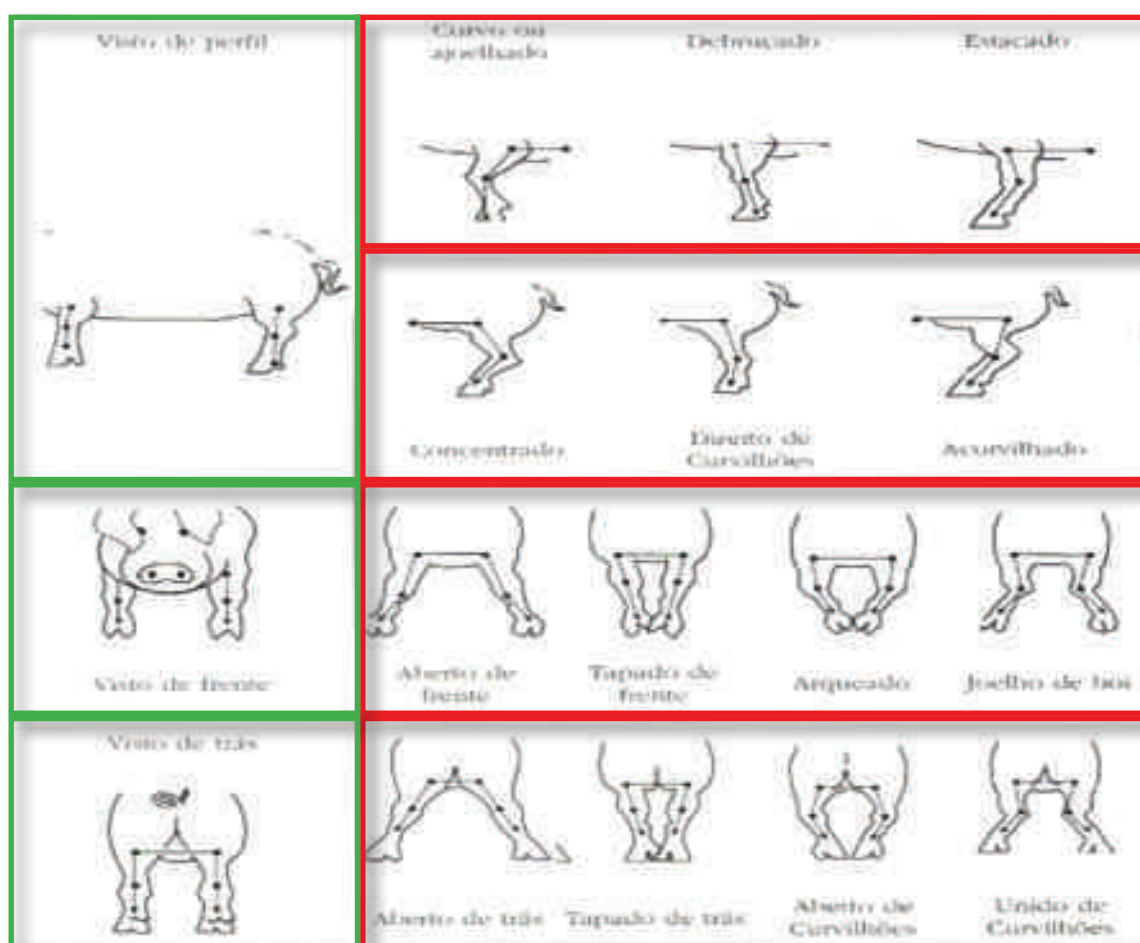 Visto de perfil
Curvo ou
ajoelhado
Debruçado
Estacado
Concentrado
Direito de
Curvilhões
Acurvilhado
Visto de frente
Aberto de
frente
Tapado de
frente
Arqueado
Joelho de boi
Visto de trás
Aberto de trás
Tapado de trás
Aberto de
Curvilhões
Unido de
Curvilhões